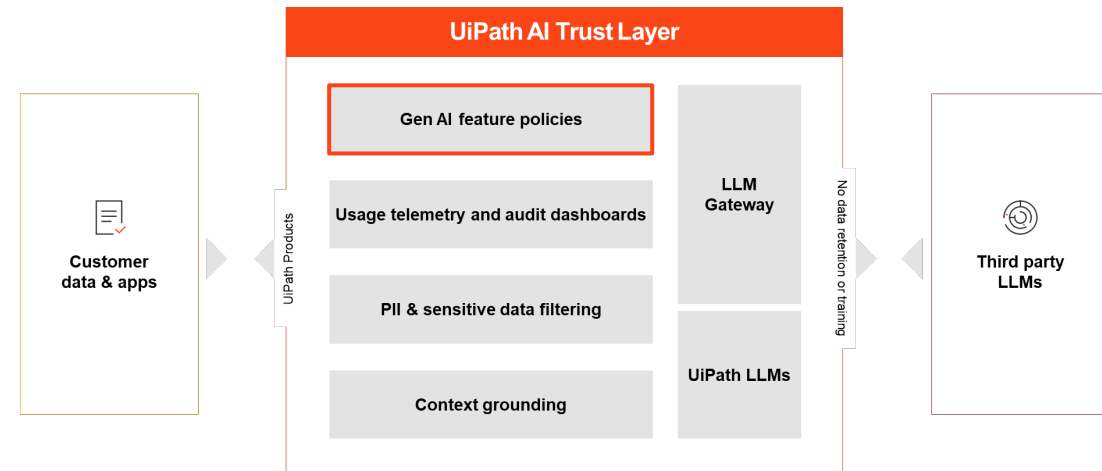 UiPath AI Trust Layer
Customer
data & apps
UiPath Products
Gen AI feature policies
Usage telemetry and audit dashboards
PII & sensitive data filtering
Context grounding
LLM
Gateway
UiPath LLMs
No data retention or training
Third party
LLMs